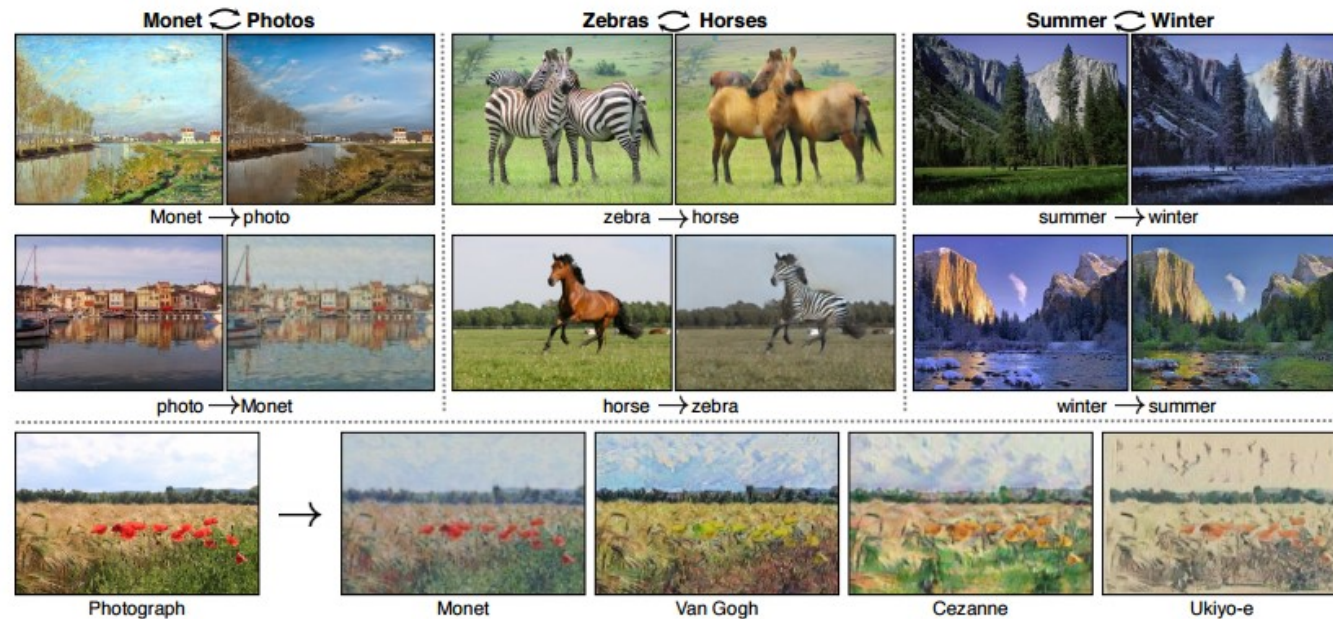 Monet Photos
Zebras Horses
Summer Winter
Monet → photo
zebra → horse
summer → winter
photo → Monet
horse → zebra
winter → summer
Photograph
Monet
Van Gogh
Cezanne
Ukiyo-e